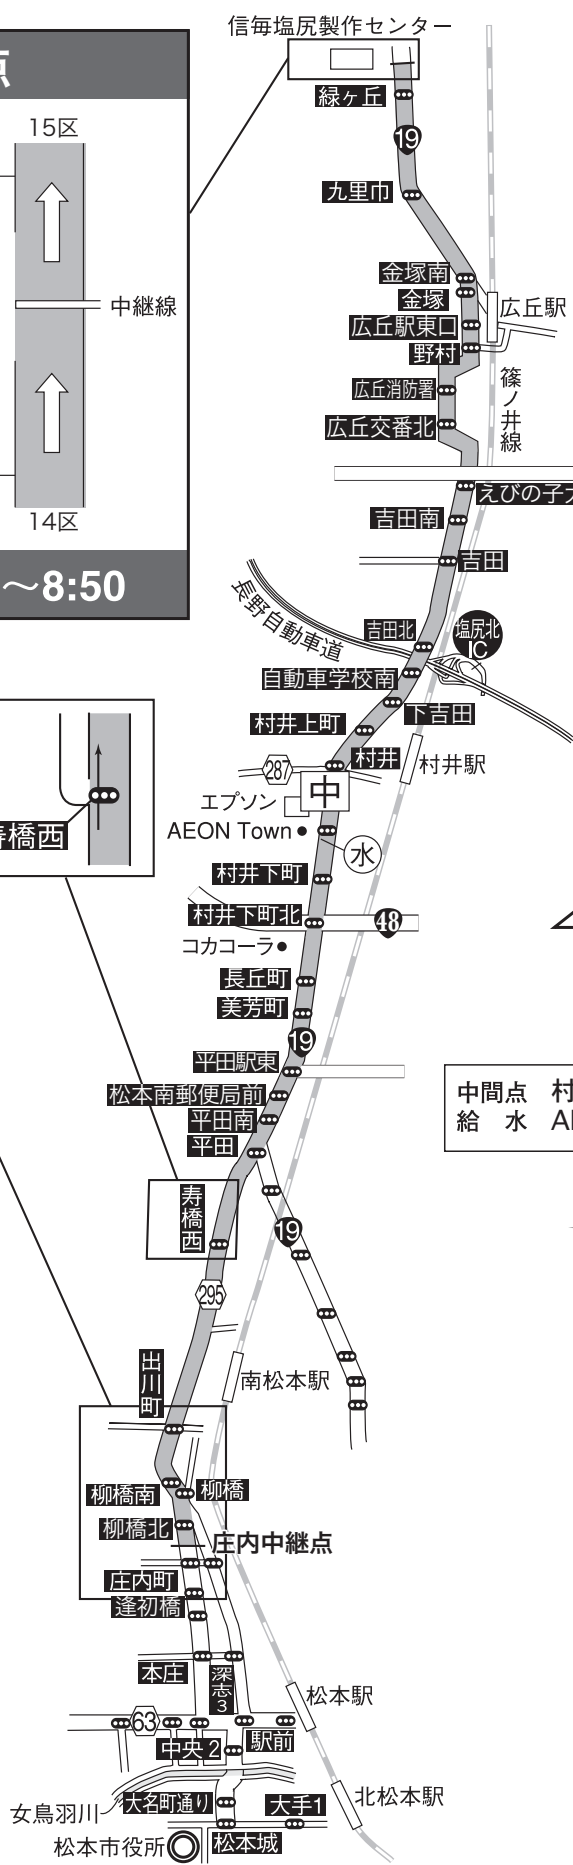 信毎塩尻製作センター
点
15区
緑ヶ丘
19
九里巾
中継線
金塚南
金塚
広丘駅
広丘駅東口
野村
篠ノ井線
広丘消防署
広丘交番北
えびの子
14区
吉田南
吉田
～8:50
長野自動車道
吉田北
塩尻北
IC
自動車学校南
下吉田
村井上町
村井
村井駅
287
中
エプソン
AEON Town
水
橋西
村井下町
村井下町北
48
コカコーラ
長丘町
美芳町
19
平田駅東
松本南郵便局前
中間点 村
給 水 A
平田南
平田
寿橋西
19
295
出川町
南松本駅
柳橋南
柳橋
柳橋北
庄内中継点
庄内町
逢初橋
本庄
深志3
松本駅
63
中央2
駅前
女鳥羽川
大名町通り
大手1
北松本駅
松本市役所
松本城